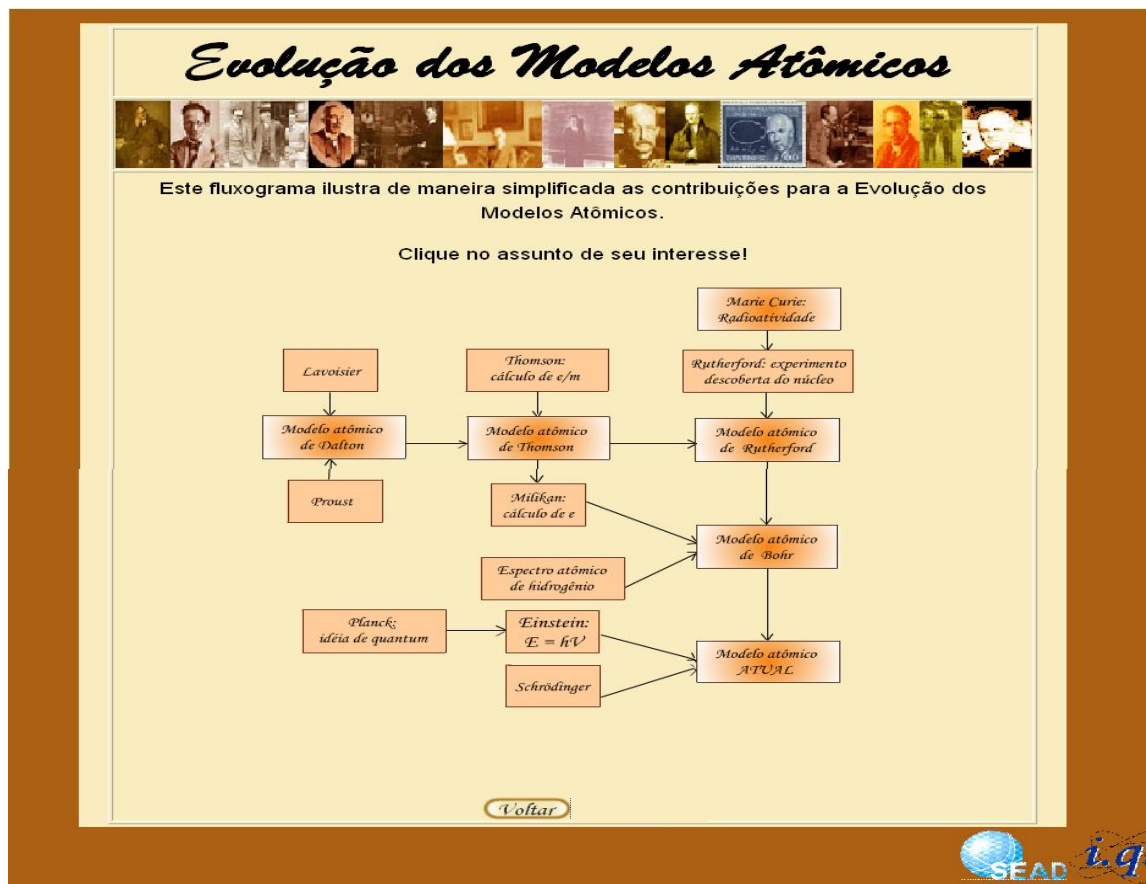 Evolução dos Modelos Atômicos
Este fluxograma ilustra de maneira simplificada as contribuições para a Evolução dos
Modelos Atômicos.
Clique no assunto de seu interesse!
Marie Curie:
Radioatividade
Lavoisier
Thomson:
cálculo de e/m
Rutherford: experimento
descoberta do núcleo
Modelo atômico
de Dalton
Modelo atômico
de Thomson
Modelo atômico
de Rutherford
Proust
Milikan:
cálculo de e
Modelo atômico
de Bohr
Espectro atômico
de hidrogênio
Planck:
idéia de quantum
Einstein:
E = hV
Modelo atômico
ATUAL
Schrödinger
Voltar
SEAD
i.q